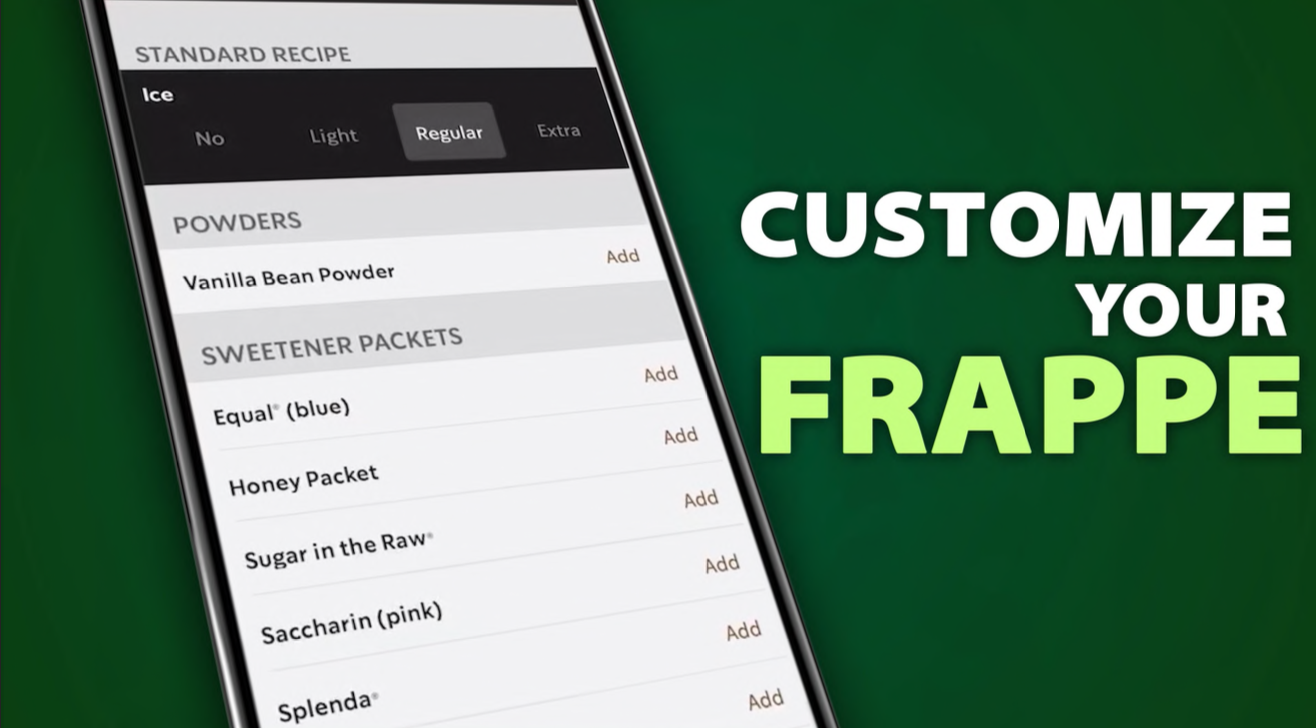 STANDARD RECIPE
Ice
No Light Regular Extra
POWDERS
Vanilla Bean Powder Add
SWEETENER PACKETS
Equal® (blue) Add
Honey Packet Add
Sugar in the Raw® Add
Saccharin (pink) Add
Splenda® Add
Add
CUSTOMIZE
YOUR
FRAPPE